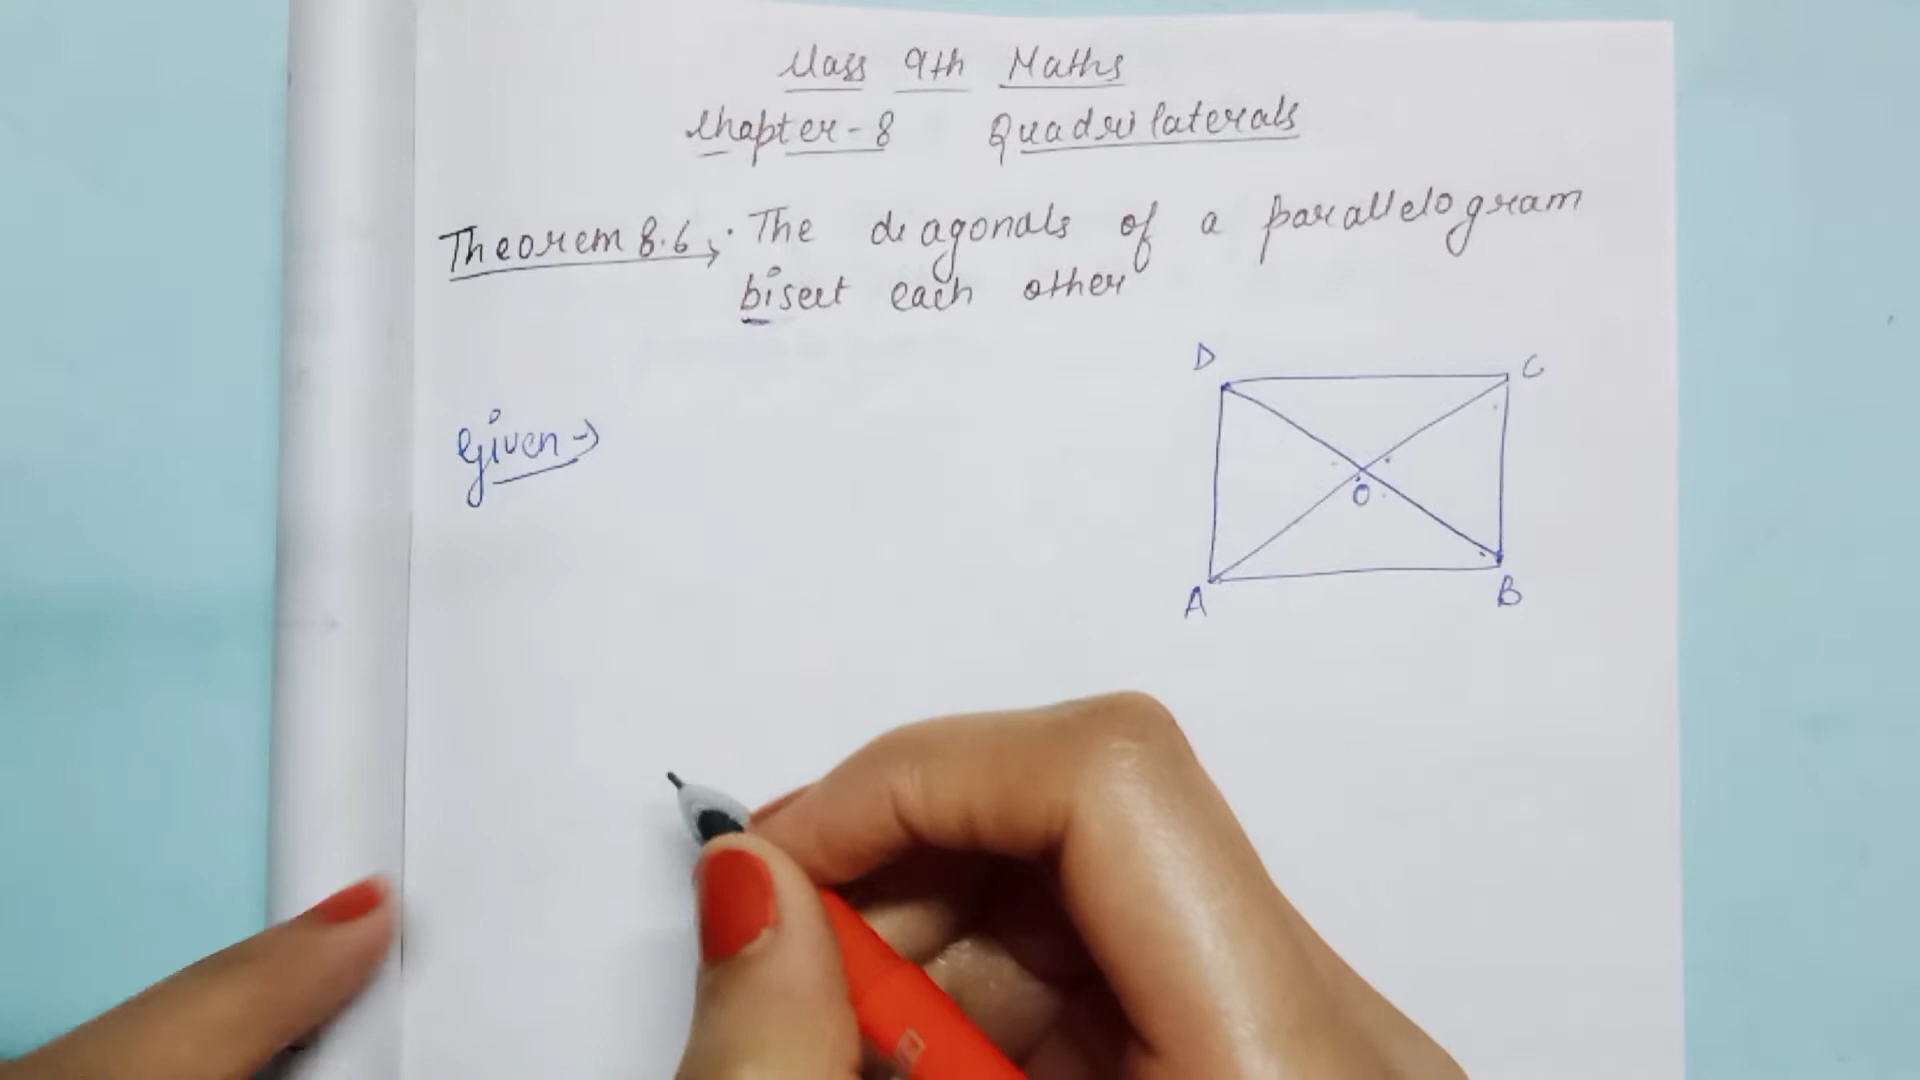 Class 9th Maths
Chapter-8 Quadrilaterals
Theorem 8.6 → The diagonals of a parallelogram
bisect each other
Given →
D
C
O
A
B